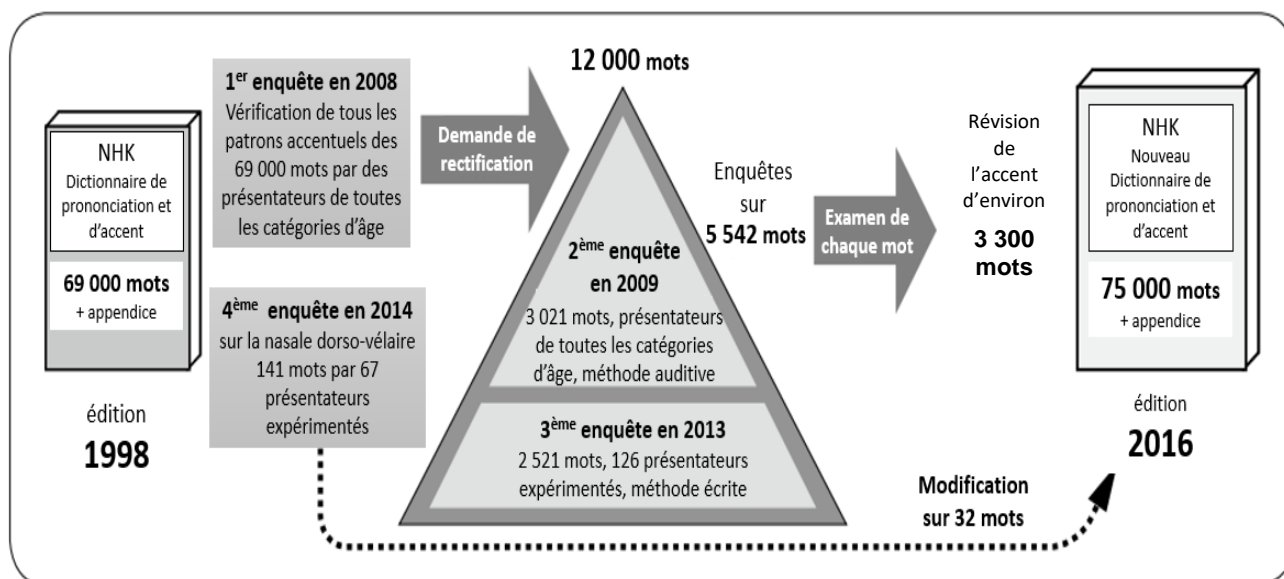 NHK
Dictionnaire de
prononciation et
d'accent
69 000 mots
+ appendice
édition
1998
1er enquête en 2008
Vérification de tous les
patrons accentuels des
69 000 mots par des
présentateurs de toutes
les catégories d'âge
4ème enquête en 2014
sur la nasale dorso-vélaire
141 mots par 67
présentateurs
expérimentés
Demande de
rectification
12 000 mots
2ème enquête
en 2009
3 021 mots, présentateurs
de toutes les catégories
d'âge, méthode auditive
3ème enquête en 2013
2 521 mots, 126 présentateurs
expérimentés, méthode écrite
Enquêtes
sur
5 542 mots
Examen de
chaque mot
Révision
de
l'accent
d'environ
3 300
mots
Modification
sur 32 mots
NHK
Nouveau
Dictionnaire de
prononciation et
d'accent
75 000 mots
+ appendice
édition
2016